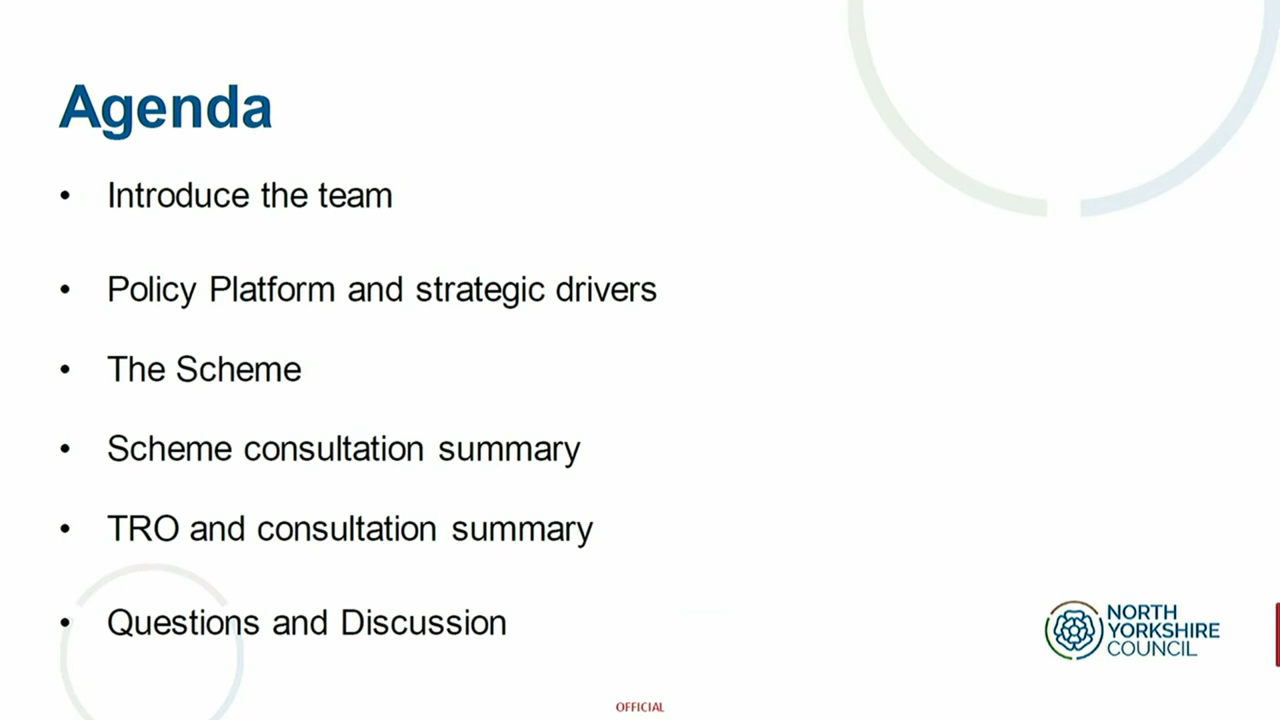 Agenda
• Introduce the team
• Policy Platform and strategic drivers
• The Scheme
• Scheme consultation summary
• TRO and consultation summary
• Questions and Discussion
NORTH
YORKSHIRE
COUNCIL
OFFICIAL